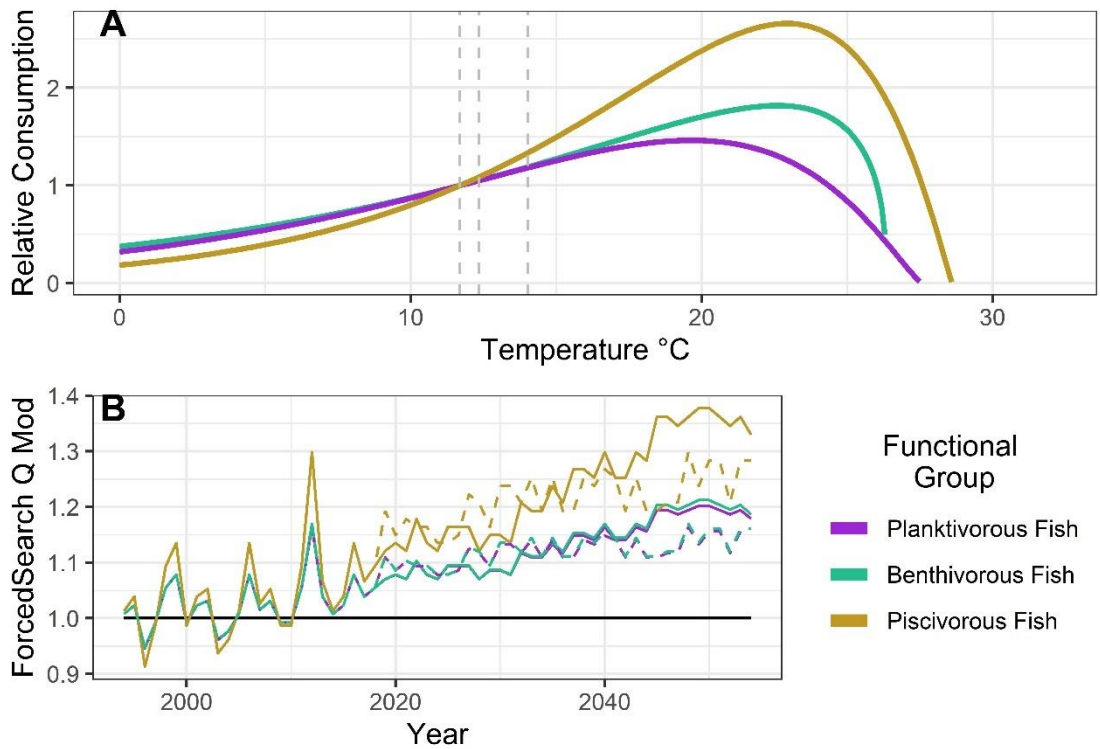 A
Relative Consumption
2
1
0
0 10 20 30
Temperature °C
B
ForcedSearch Q Mod
1.4
1.3
1.2
1.1
1.0
0.9
2000 2020 2040
Year
Functional
Group
Planktivorous Fish
Benthivorous Fish
Piscivorous Fish